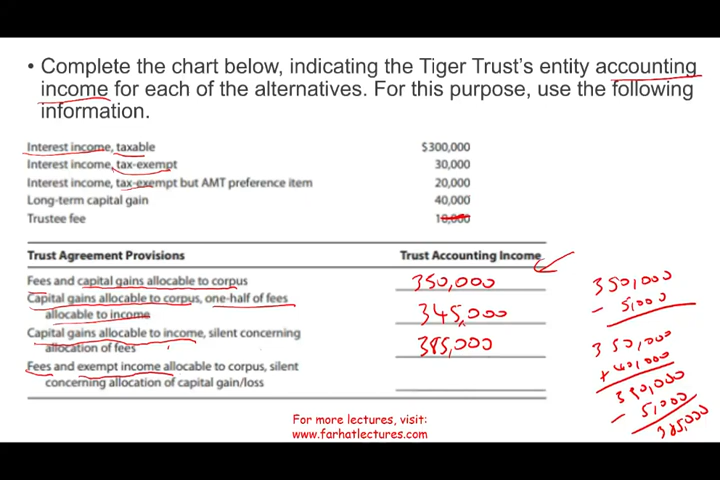 • Complete the chart below, indicating the Tiger Trust's entity accounting
income for each of the alternatives. For this purpose, use the following
information.
Interest income, taxable $300,000
Interest income, tax-exempt 30,000
Interest income, tax-exempt but AMT preference item 20,000
Long-term capital gain 40,000
Trustee fee 10,000
Trust Agreement Provisions Trust Accounting Income
Fees and capital gains allocable to corpus 350,000
Capital gains allocable to corpus, one-half of fees
allocable to income 345,000
Capital gains allocable to income, silent concerning
allocation of fees 385,000
Fees and exempt income allocable to corpus, silent
concerning allocation of capital gain/loss
350,000
- 5,000
350,000
+ 40,000
390,000
- 5,000
385,000
For more lectures, visit:
www.farhatlectures.com